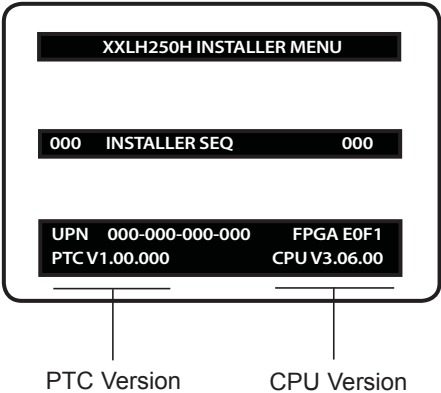 XXLH250H INSTALLER MENU
000 INSTALLER SEQ 000
UPN 000-000-000-000 FPGA E0F1
PTC V1.00.000 CPU V3.06.00
PTC Version CPU Version